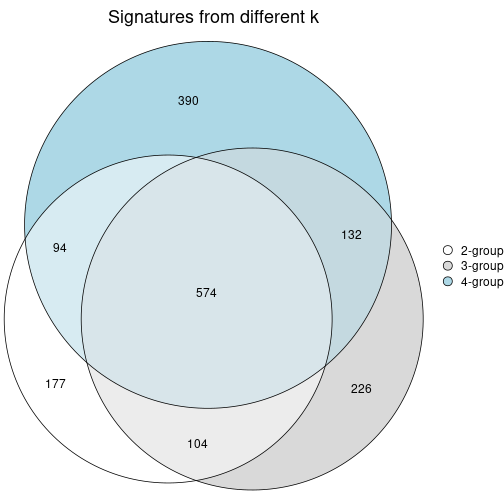 Signatures from different k
390
94
132
574
177
226
104
2-group
3-group
4-group